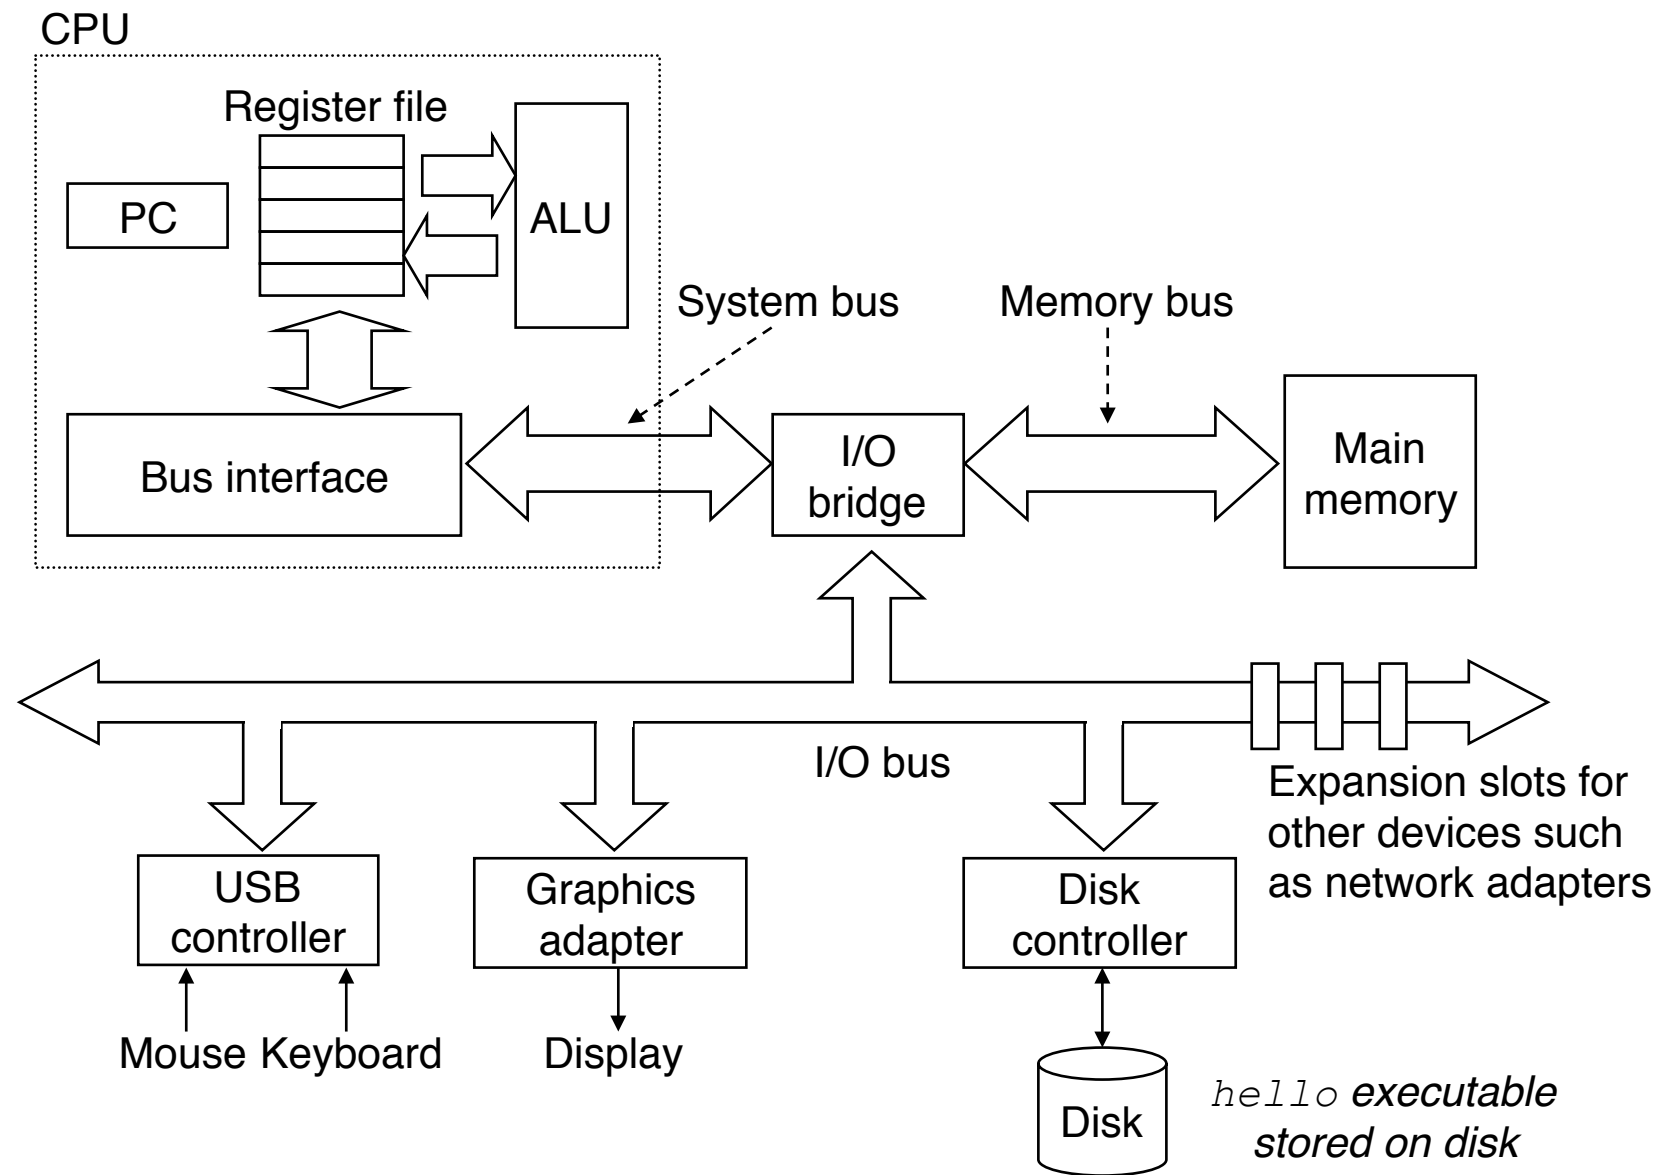 CPU
Register file
PC
ALU
System bus
Memory bus
Bus interface
I/O
bridge
Main
memory
I/O bus
Expansion slots for
other devices such
as network adapters
USB
controller
Graphics
adapter
Disk
controller
Mouse Keyboard
Display
Disk
hello executable
stored on disk